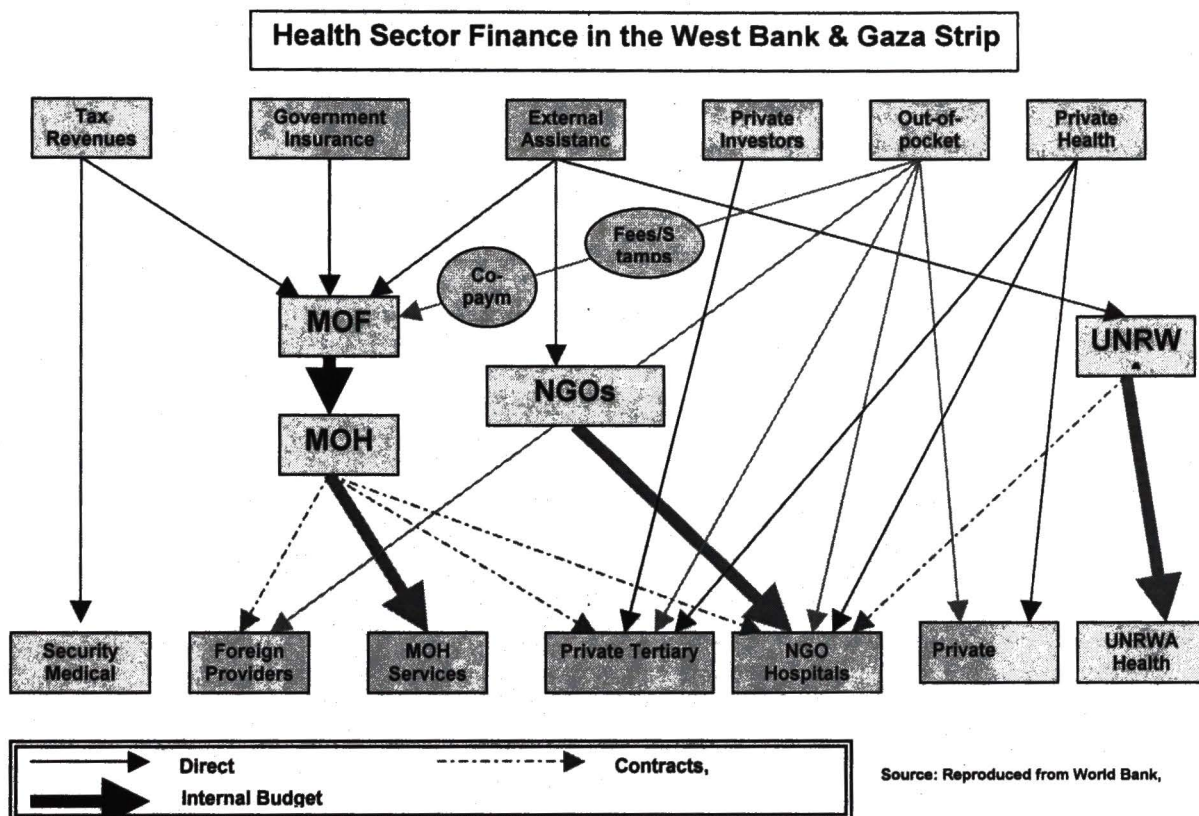 Health Sector Finance in the West Bank & Gaza Strip
Tax
Revenues
Government
Insurance
External
Assistanc
Private
Investors
Out-of-
pocket
Private
Health
Fees/S
tamps
Co-
paym
MOF
UNRW
NGOs
MOH
Security
Medical
Foreign
Providers
MOH
Services
Private Tertiary
NGO
Hospitals
Private
UNRWA
Health
Direct
Contracts,
Internal Budget
Source: Reproduced from World Bank,